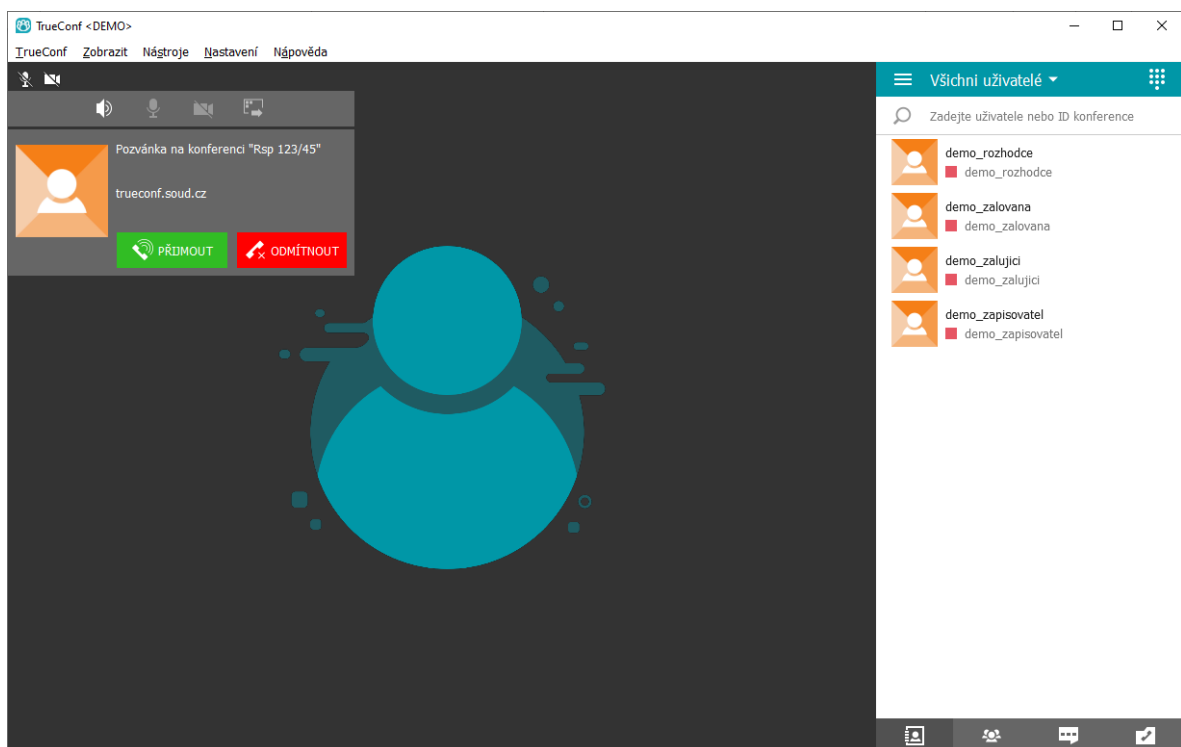 TrueConf <DEMO>
TrueConf Zobrazit Nástroje Nastavení Nápověda
Pozvánka na konferenci "Rsp 123/45"
trueconf.soud.cz
PŘIJMOUT ODMÍTNOUT
Všichni uživatelé
Zadejte uživatele nebo ID konference
demo_rozhodce
demo_rozhodce
demo_zalovana
demo_zalovana
demo_zalujici
demo_zalujici
demo_zapisovatel
demo_zapisovatel